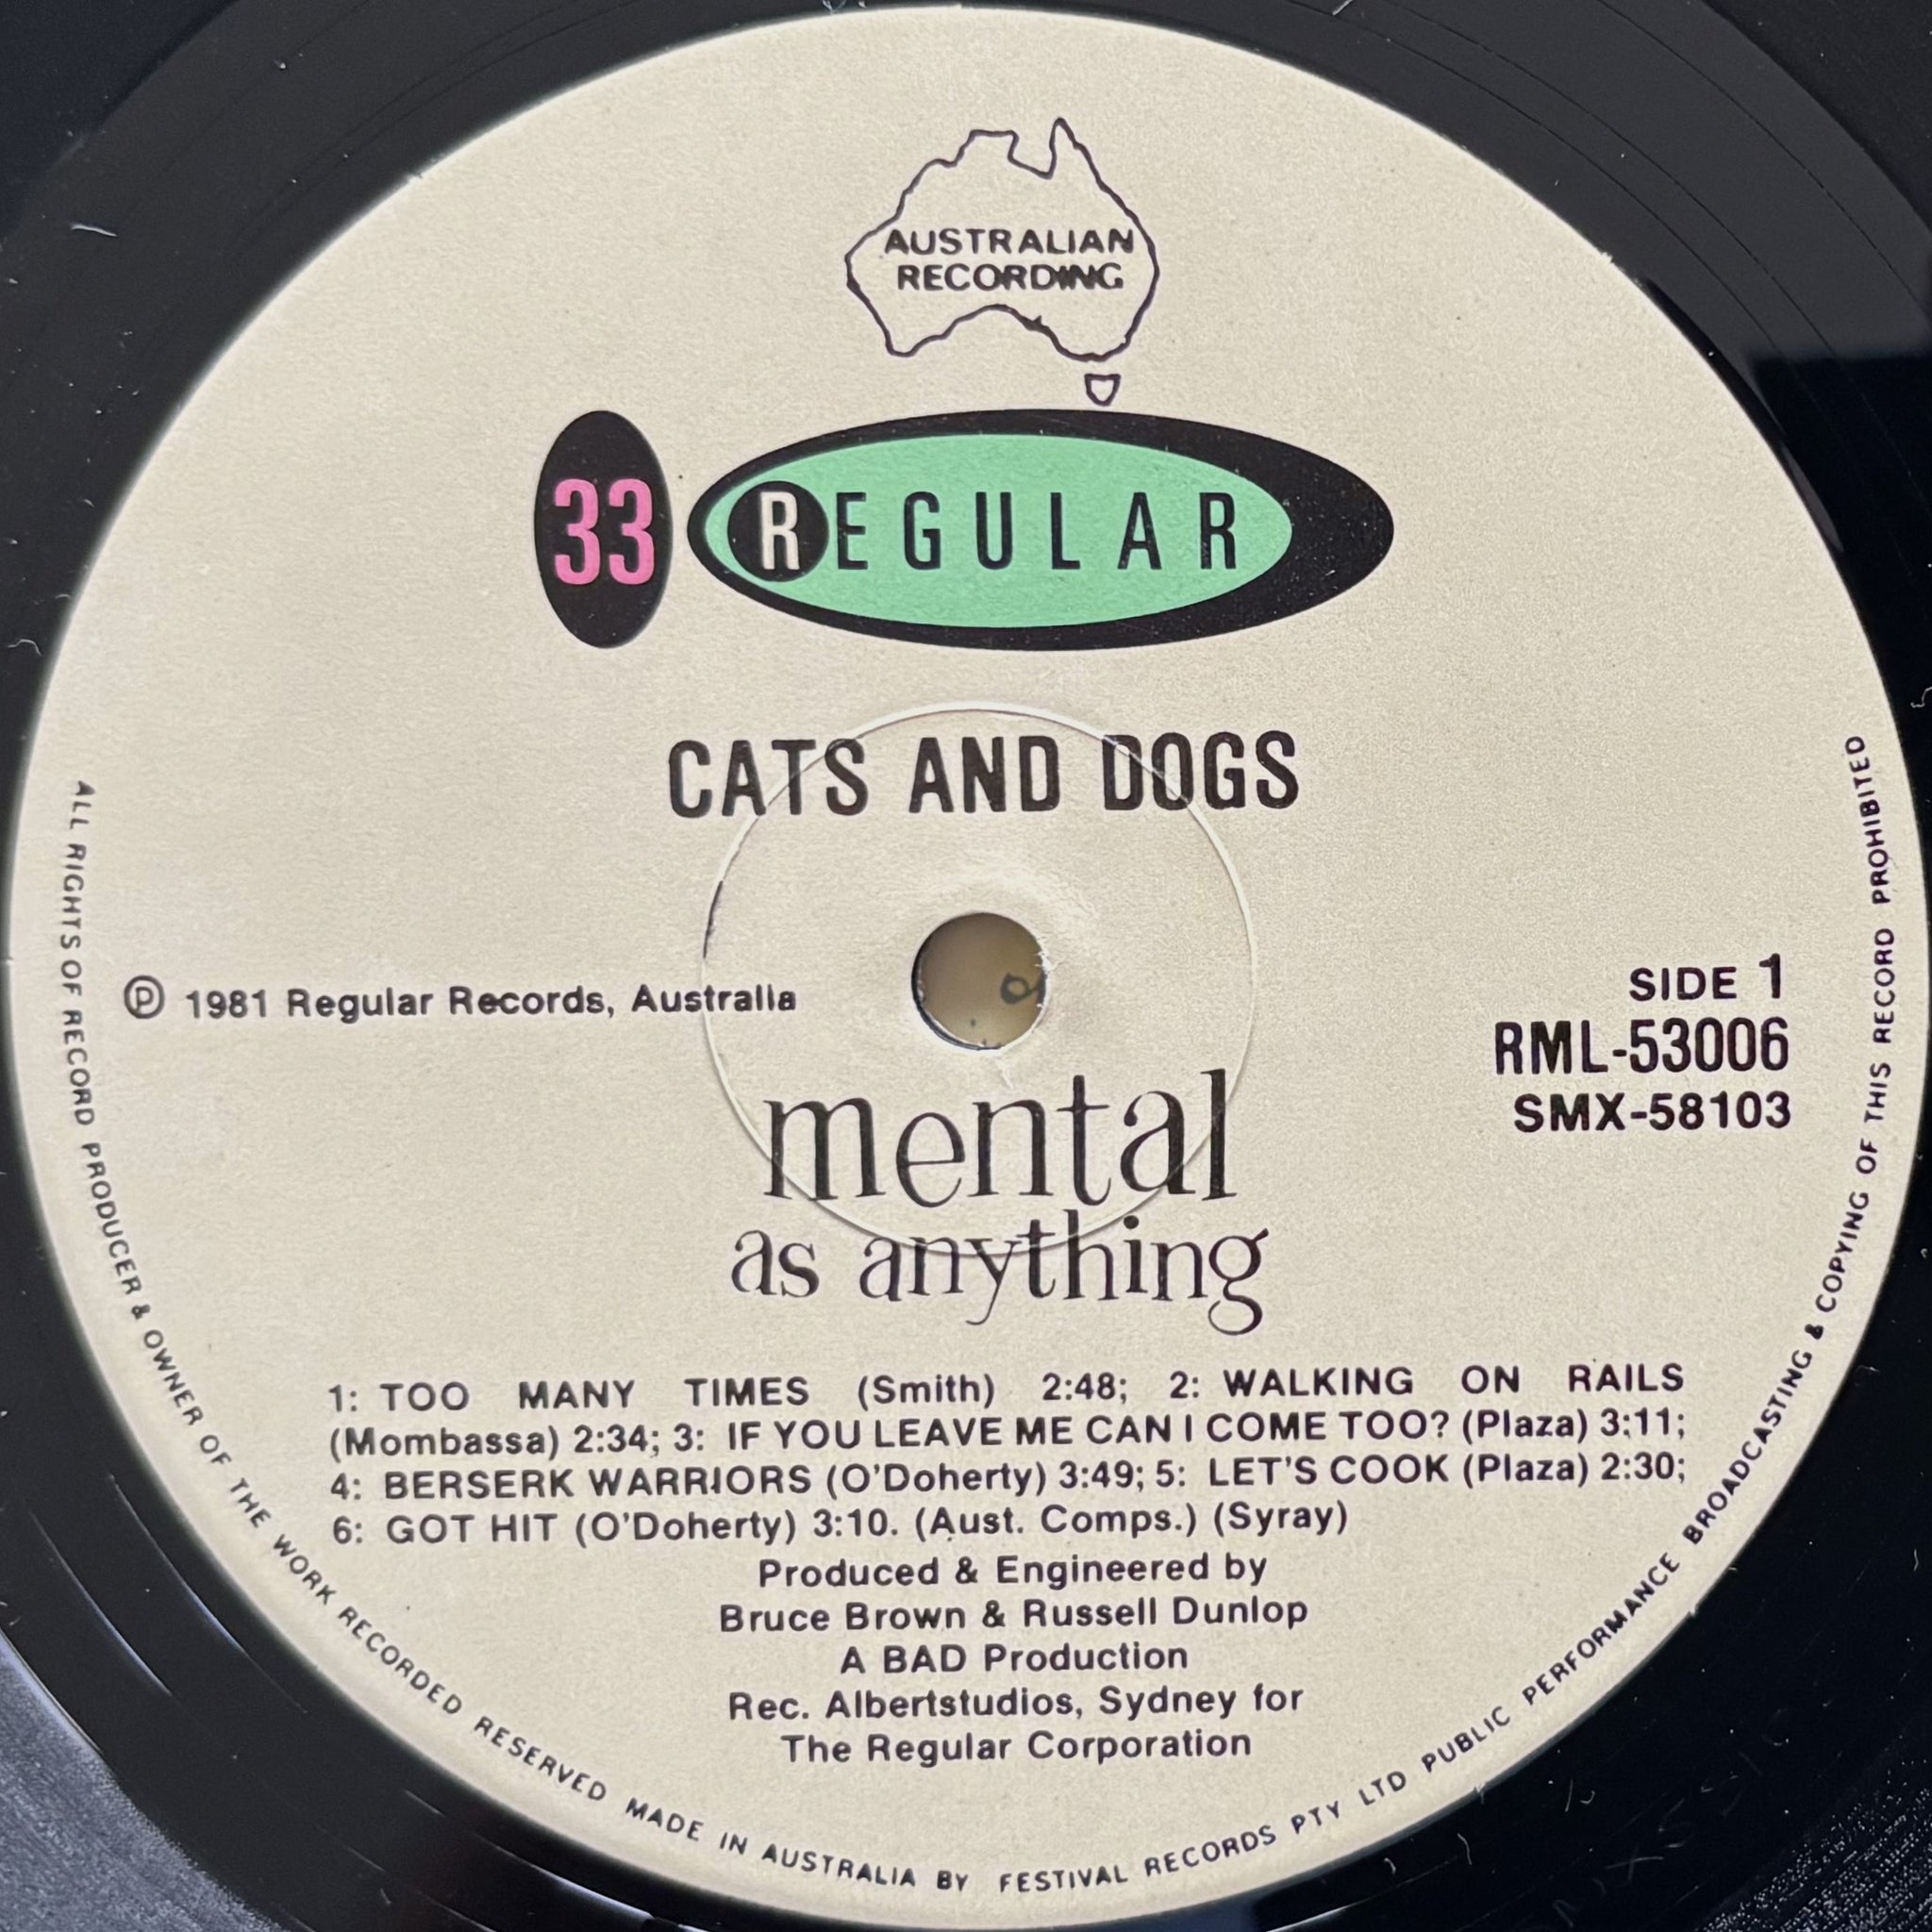 AUSTRALIAN
RECORDING
33 REGULAR
CATS AND DOGS
℗ 1981 Regular Records, Australia
SIDE 1
RML-53006
SMX-58103
mental
as anything
1: TOO MANY TIMES (Smith) 2:48; 2: WALKING ON RAILS
(Mombassa) 2:34; 3: IF YOU LEAVE ME CAN I COME TOO? (Plaza) 3:11;
4: BERSERK WARRIORS (O'Doherty) 3:49; 5: LET'S COOK (Plaza) 2:30;
6: GOT HIT (O'Doherty) 3:10. (Aust. Comps.) (Syray)
Produced & Engineered by
Bruce Brown & Russell Dunlop
A BAD Production
Rec. Albertstudios, Sydney for
The Regular Corporation
ALL RIGHTS OF RECORD PRODUCER & OWNER OF THE WORK RECORDED RESERVED MADE IN AUSTRALIA BY FESTIVAL RECORDS PTY LTD PUBLIC PERFORMANCE BROADCASTING & COPYING OF THIS RECORD PROHIBITED